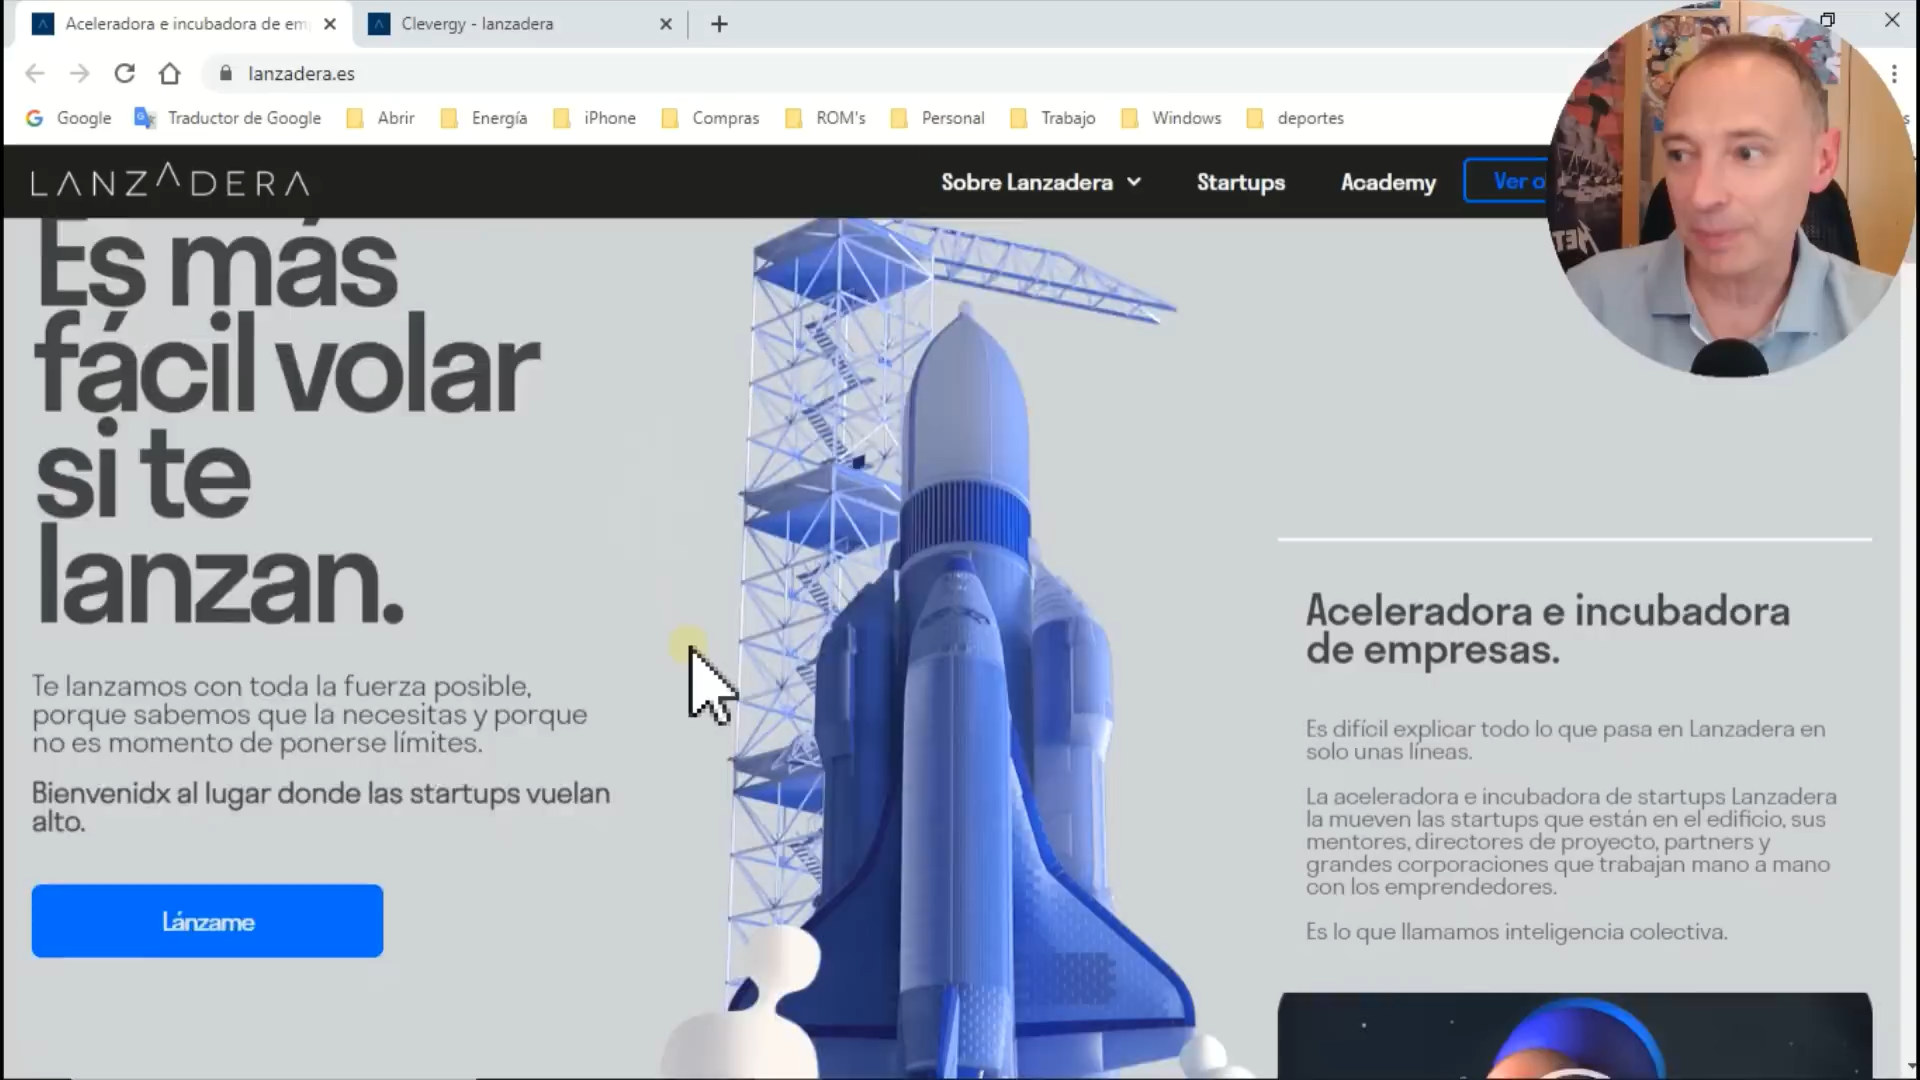 Aceleradora e incubadora de em
Clevergy - lanzadera
lanzadera.es
Google
Traductor de Google
Abrir
Energía
iPhone
Compras
ROM's
Personal
Trabajo
Windows
deportes
LANZADERA
Sobre Lanzadera
Startups
Academy
Ver o
Es más
fácil volar
si te
lanzan.
Te lanzamos con toda la fuerza posible,
porque sabemos que la necesitas y porque
no es momento de ponerse límites.
Bienvenidx al lugar donde las startups vuelan
alto.
Lánzame
Aceleradora e incubadora
de empresas.
Es difícil explicar todo lo que pasa en Lanzadera en
solo unas líneas.
La aceleradora e incubadora de startups Lanzadera
la mueven las startups que están en el edificio, sus
mentores, directores de proyecto, partners y
grandes corporaciones que trabajan mano a mano
con los emprendedores.
Es lo que llamamos inteligencia colectiva.